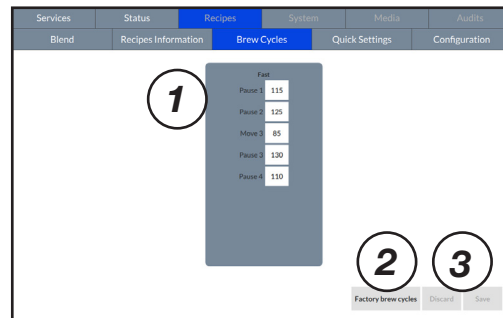 Services Status Recipes System Media Audits
Blend Recipes Information Brew Cycles Quick Settings Configuration
1
Fast
Pause 1 115
Pause 2 125
Move 3 85
Pause 3 130
Pause 4 110
2 3
Factory brew cycles Discard Save